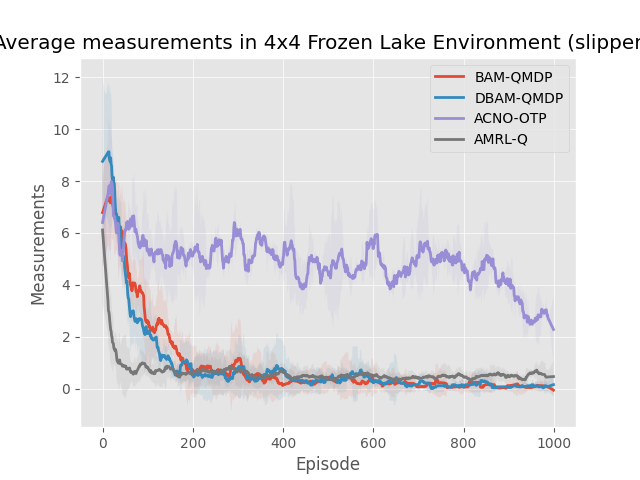 Average measurements in 4x4 Frozen Lake Environment (slipper
12
10
8
6
4
2
0
Measurements
BAM-QMDP
DBAM-QMDP
ACNO-OTP
AMRL-Q
0 200 400 600 800 1000
Episode